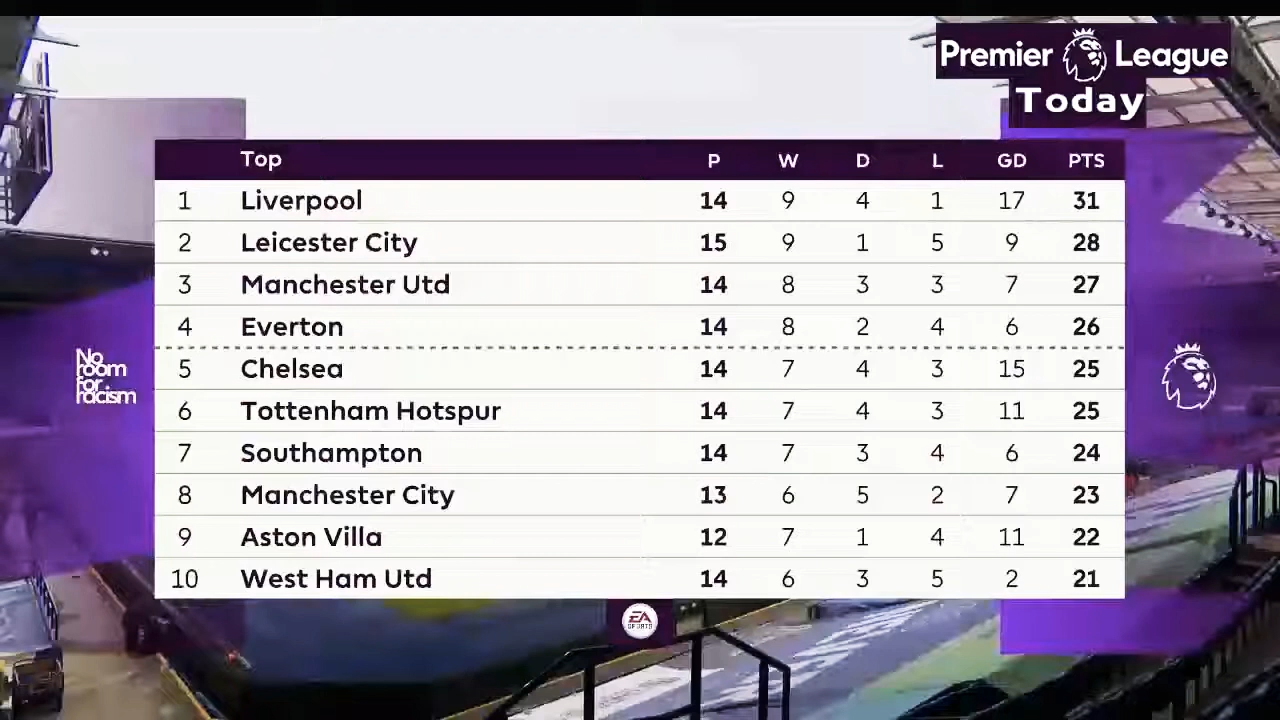 Premier League
Today
Top P W D L GD PTS
1 Liverpool 14 9 4 1 17 31
2 Leicester City 15 9 1 5 9 28
3 Manchester Utd 14 8 3 3 7 27
4 Everton 14 8 2 4 6 26
5 Chelsea 14 7 4 3 15 25
6 Tottenham Hotspur 14 7 4 3 11 25
7 Southampton 14 7 3 4 6 24
8 Manchester City 13 6 5 2 7 23
9 Aston Villa 12 7 1 4 11 22
10 West Ham Utd 14 6 3 5 2 21
No
room
for
racism
EA
SPORTS